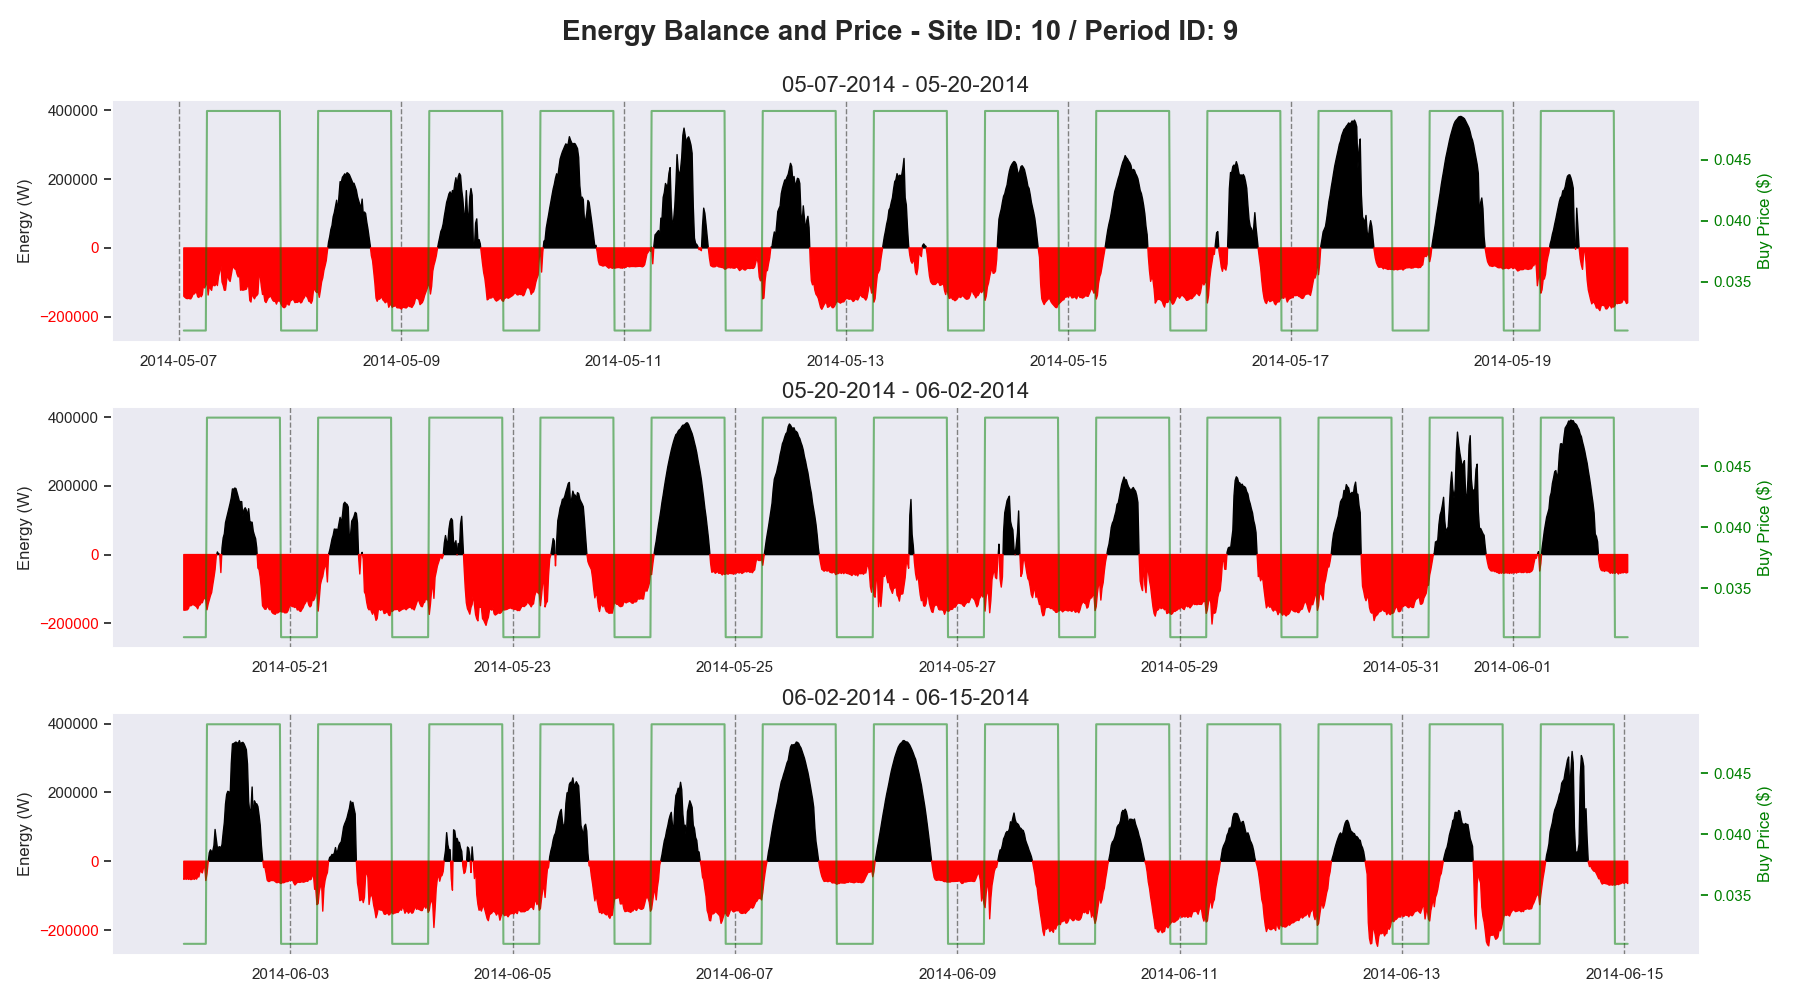 Energy Balance and Price - Site ID: 10 / Period ID: 9
05-07-2014 - 05-20-2014
Energy (W)
400000
200000
0
−200000
0.045
0.040
0.035
Buy Price ($)
2014-05-07 2014-05-09 2014-05-11 2014-05-13 2014-05-15 2014-05-17 2014-05-19
05-20-2014 - 06-02-2014
Energy (W)
400000
200000
0
−200000
0.045
0.040
0.035
Buy Price ($)
2014-05-21 2014-05-23 2014-05-25 2014-05-27 2014-05-29 2014-05-31 2014-06-01
06-02-2014 - 06-15-2014
Energy (W)
400000
200000
0
−200000
0.045
0.040
0.035
Buy Price ($)
2014-06-03 2014-06-05 2014-06-07 2014-06-09 2014-06-11 2014-06-13 2014-06-15